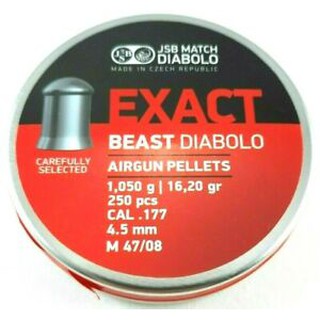 JSB MATCH
DIABOLO
MADE IN CZECH REPUBLIC
EXACT
BEAST DIABOLO
CAREFULLY
SELECTED
AIRGUN PELLETS
1,050 g | 16,20 gr
250 pcs
CAL .177
4.5 mm
M 47/08